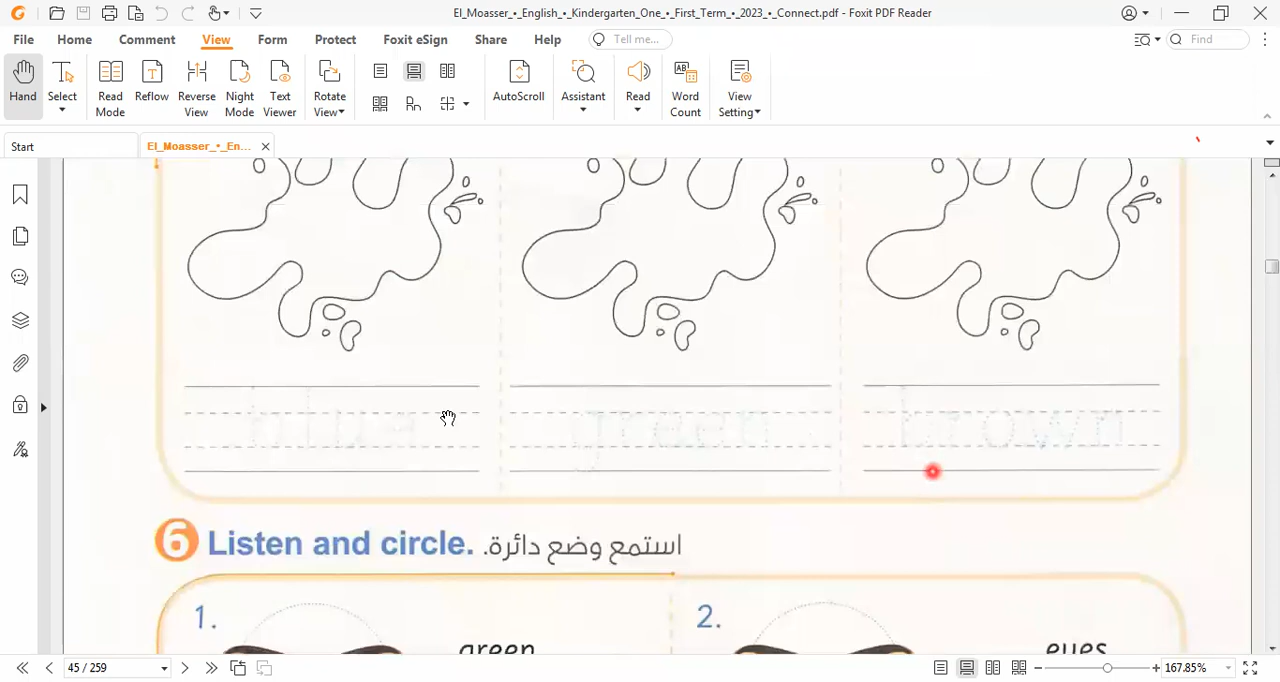 El_Moasser_•_English_•_Kindergarten_One_•_First_Term_•_2023_•_Connect.pdf - Foxit PDF Reader
File Home Comment View Form Protect Foxit eSign Share Help Tell me... Find
Hand Select Read Mode Reflow Reverse View Night Mode Text Viewer Rotate View AutoScroll Assistant Read Word Count View Setting
Start El_Moasser_•_En...
blue green brown
6 Listen and circle. استمع وضع دائرة.
1. 2.
green eyes
45 / 259 167.85%